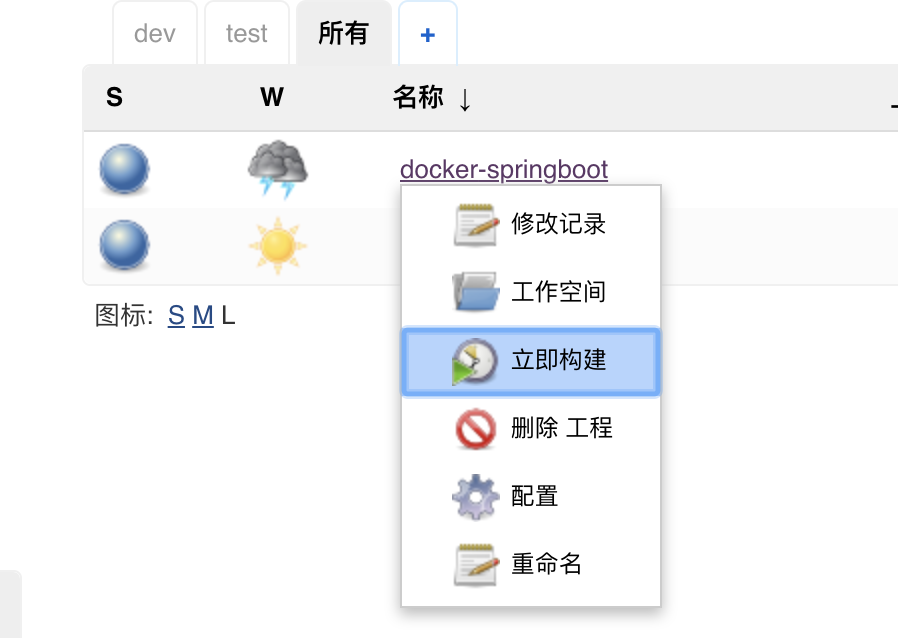 dev test 所有 +
S W 名称 ↓
docker-springboot
修改记录
工作空间
立即构建
删除 工程
配置
重命名
图标: S M L